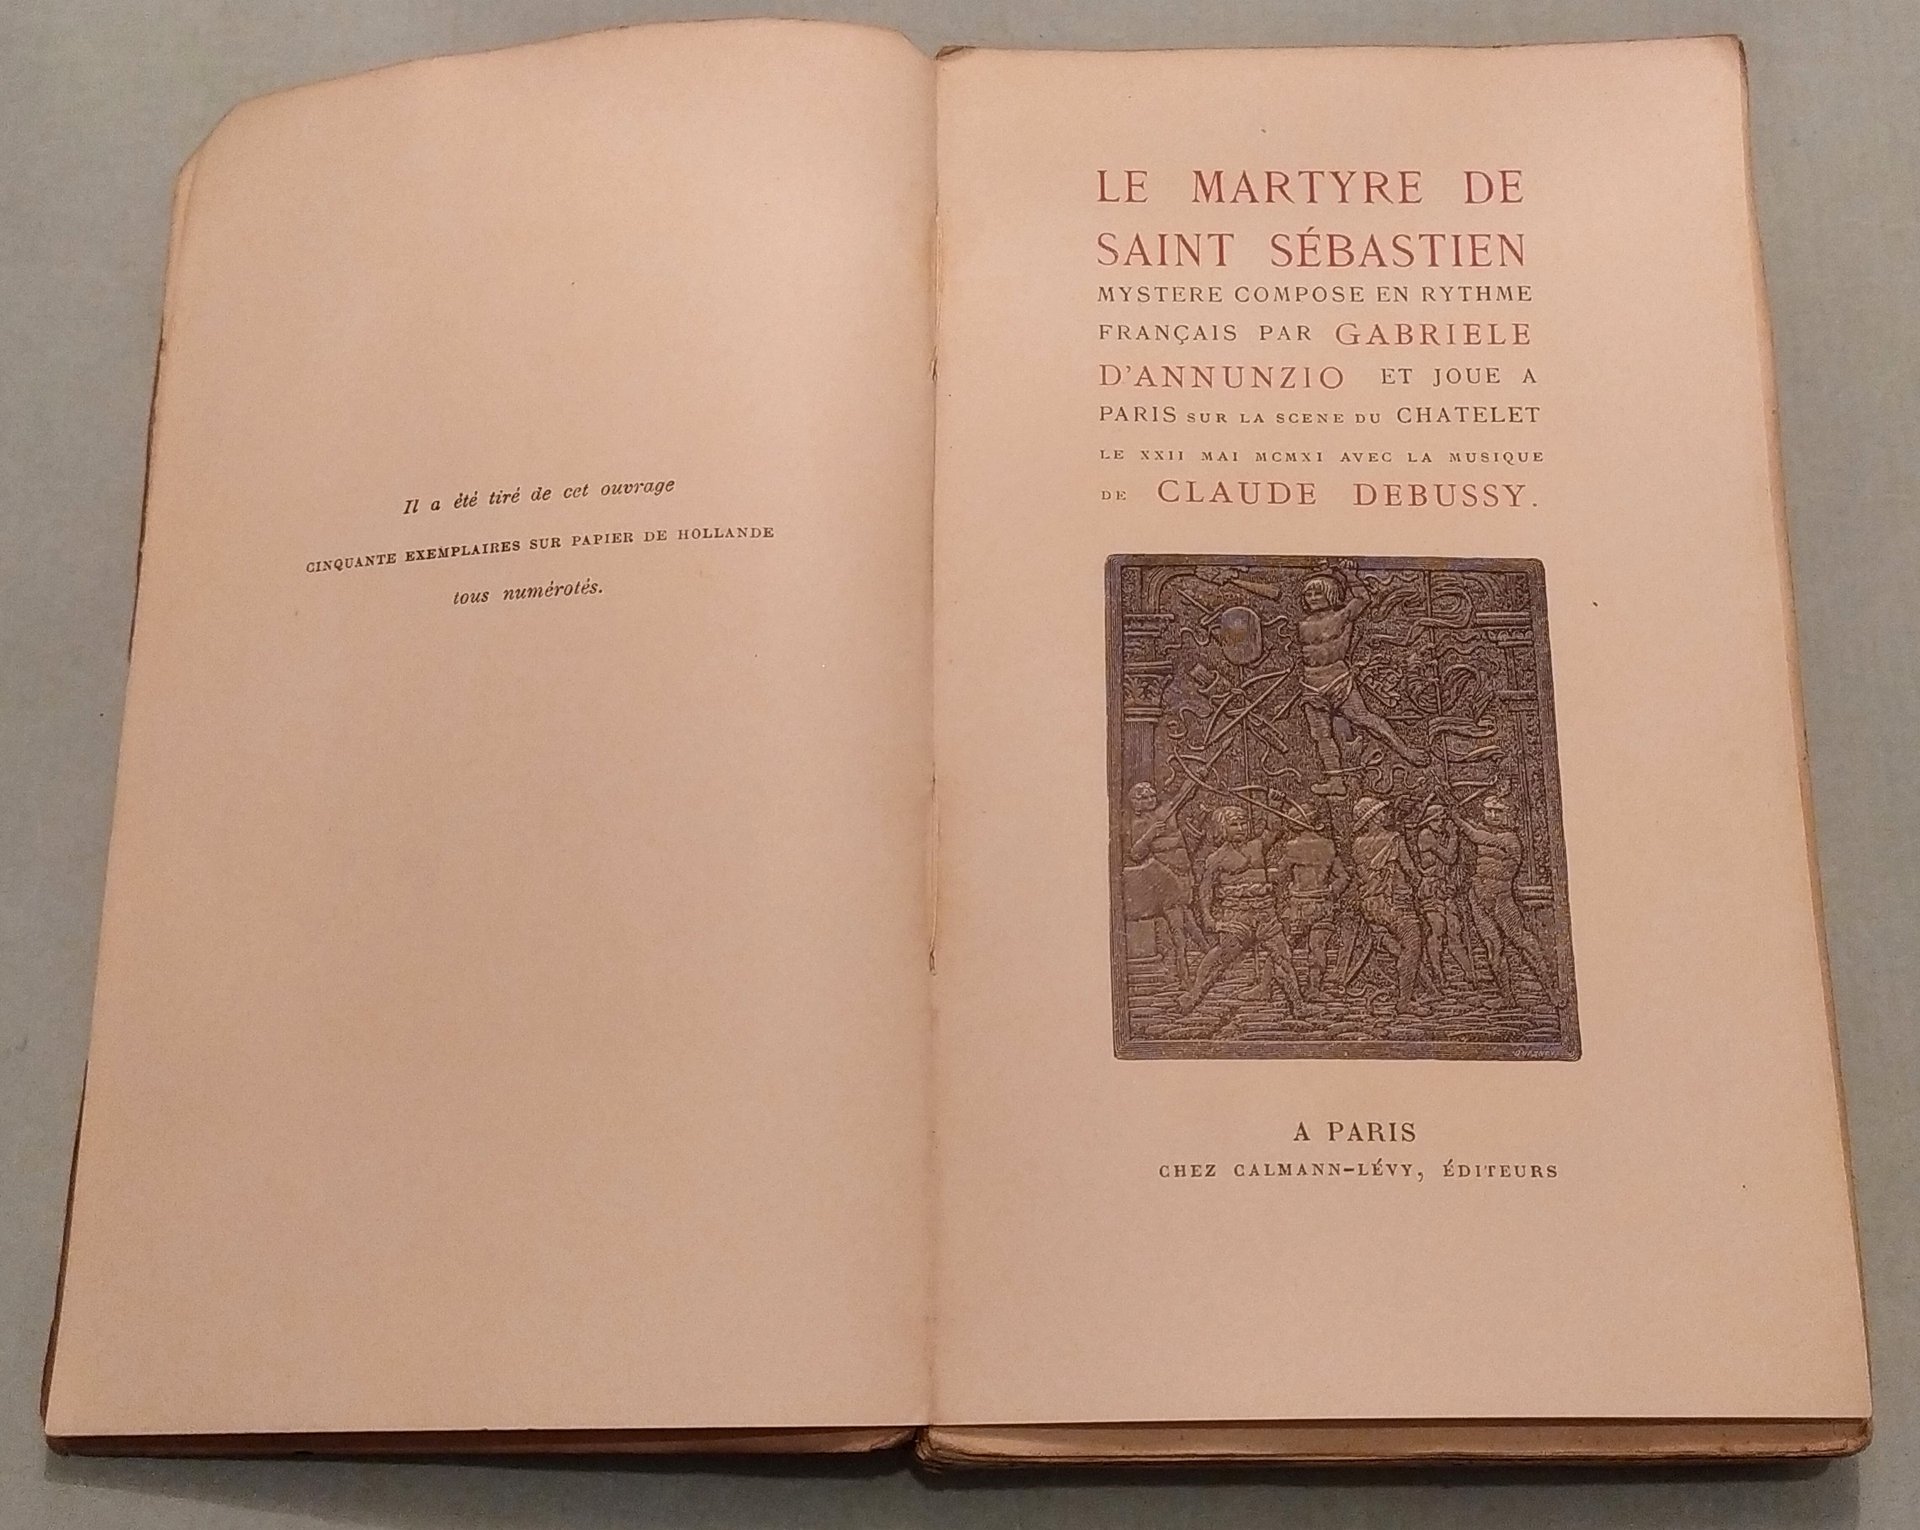 Il a été tiré de cet ouvrage
CINQUANTE EXEMPLAIRES SUR PAPIER DE HOLLANDE
tous numérotés.
LE MARTYRE DE
SAINT SÉBASTIEN
MYSTERE COMPOSE EN RYTHME
FRANÇAIS PAR GABRIELE
D'ANNUNZIO ET JOUE A
PARIS SUR LA SCENE DU CHATELET
LE XXII MAI MCMXI AVEC LA MUSIQUE
DE CLAUDE DEBUSSY.
A PARIS
CHEZ CALMANN-LÉVY, ÉDITEURS